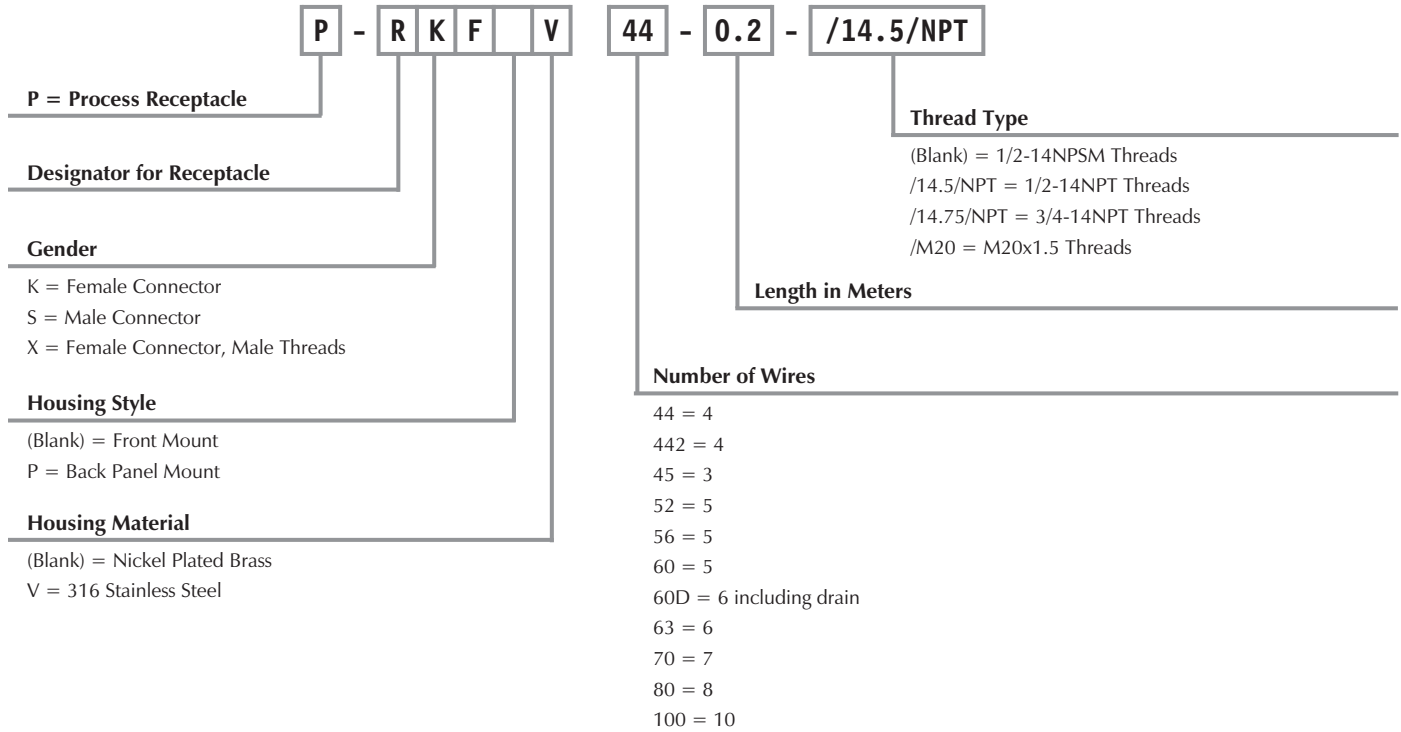 P - R K F V 44 - 0.2 - /14.5/NPT
P = Process Receptacle
Designator for Receptacle
Gender
K = Female Connector
S = Male Connector
X = Female Connector, Male Threads
Housing Style
(Blank) = Front Mount
P = Back Panel Mount
Housing Material
(Blank) = Nickel Plated Brass
V = 316 Stainless Steel
Thread Type
(Blank) = 1/2-14NPSM Threads
/14.5/NPT = 1/2-14NPT Threads
/14.75/NPT = 3/4-14NPT Threads
/M20 = M20x1.5 Threads
Length in Meters
Number of Wires
44 = 4
442 = 4
45 = 3
52 = 5
56 = 5
60 = 5
60D = 6 including drain
63 = 6
70 = 7
80 = 8
100 = 10